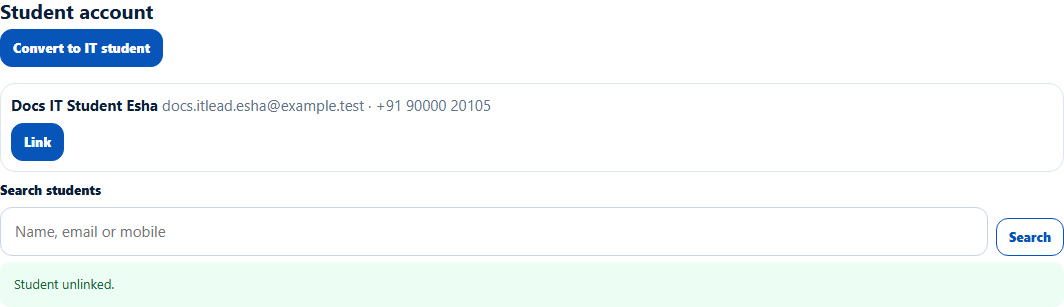 Student account
Convert to IT student
Docs IT Student Esha docs.itlead.esha@example.test · +91 90000 20105
Link
Search students
Name, email or mobile
Search
Student unlinked.